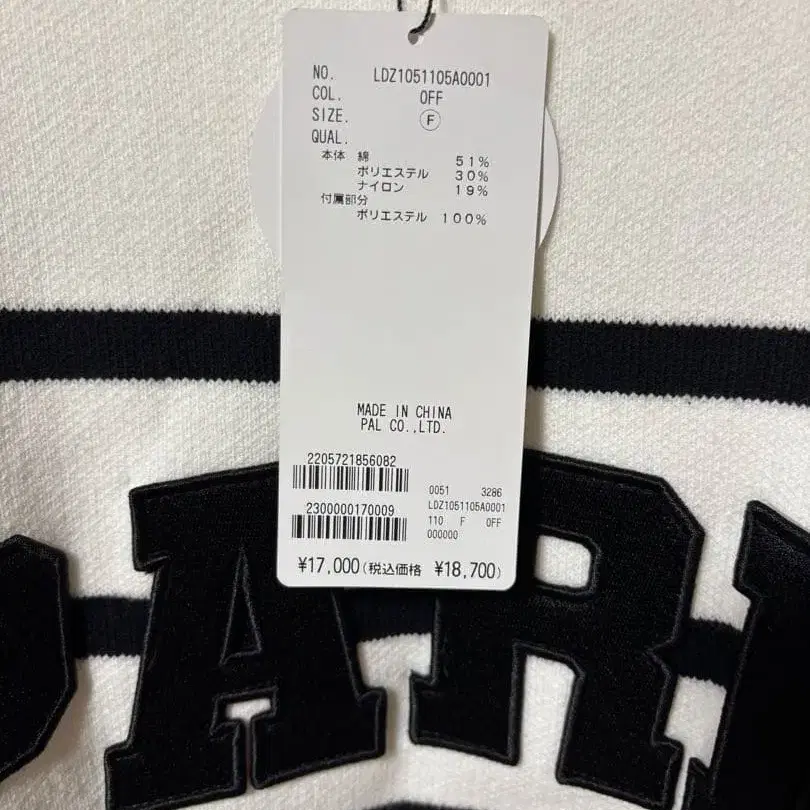 NO. LDZ1051105A0001
COL. OFF
SIZE. F
QUAL.
本体 綿 51%
ポリエステル 30%
ナイロン 19%
付属部分
ポリエステル 100%
MADE IN CHINA
PAL CO.,LTD.
2205721856082
0051 3286
2300000170009
LDZ1051105A0001
110 F OFF
000000
¥17,000(税込価格 ¥18,700)
PARI